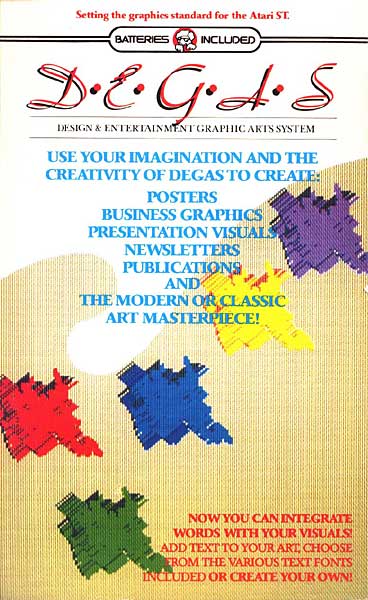 Setting the graphics standard for the Atari ST.
BATTERIES INCLUDED
D·E·G·A·S
DESIGN & ENTERTAINMENT GRAPHIC ARTS SYSTEM
USE YOUR IMAGINATION AND THE
CREATIVITY OF DEGAS TO CREATE:
POSTERS
BUSINESS GRAPHICS
PRESENTATION VISUALS
NEWSLETTERS
PUBLICATIONS
AND
THE MODERN OR CLASSIC
ART MASTERPIECE!
NOW YOU CAN INTEGRATE
WORDS WITH YOUR VISUALS!
ADD TEXT TO YOUR ART, CHOOSE
FROM THE VARIOUS TEXT FONTS
INCLUDED OR CREATE YOUR OWN!